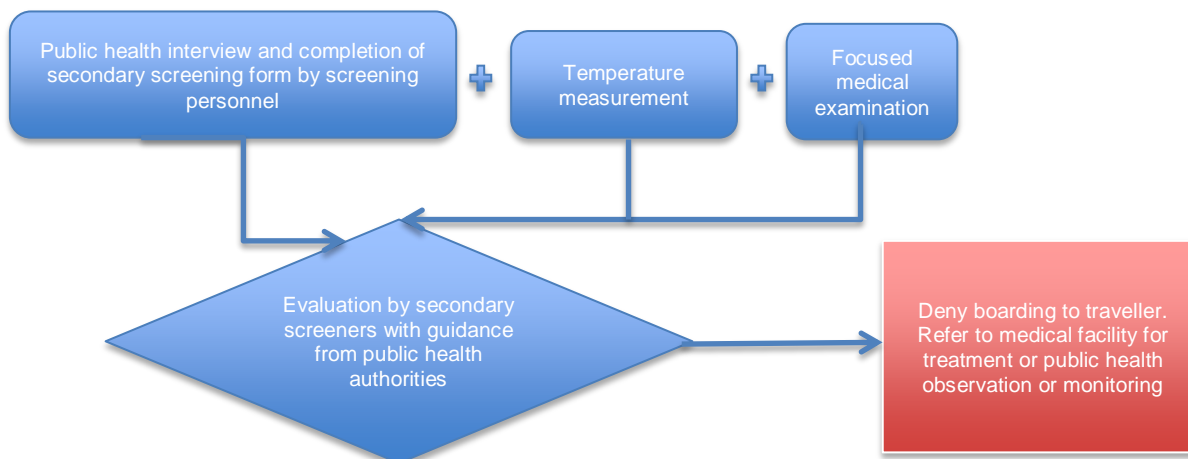 Public health interview and completion of
secondary screening form by screening
personnel
Temperature
measurement
Focused
medical
examination
Evaluation by secondary
screeners with guidance
from public health
authorities
Deny boarding to traveller.
Refer to medical facility for
treatment or public health
observation or monitoring